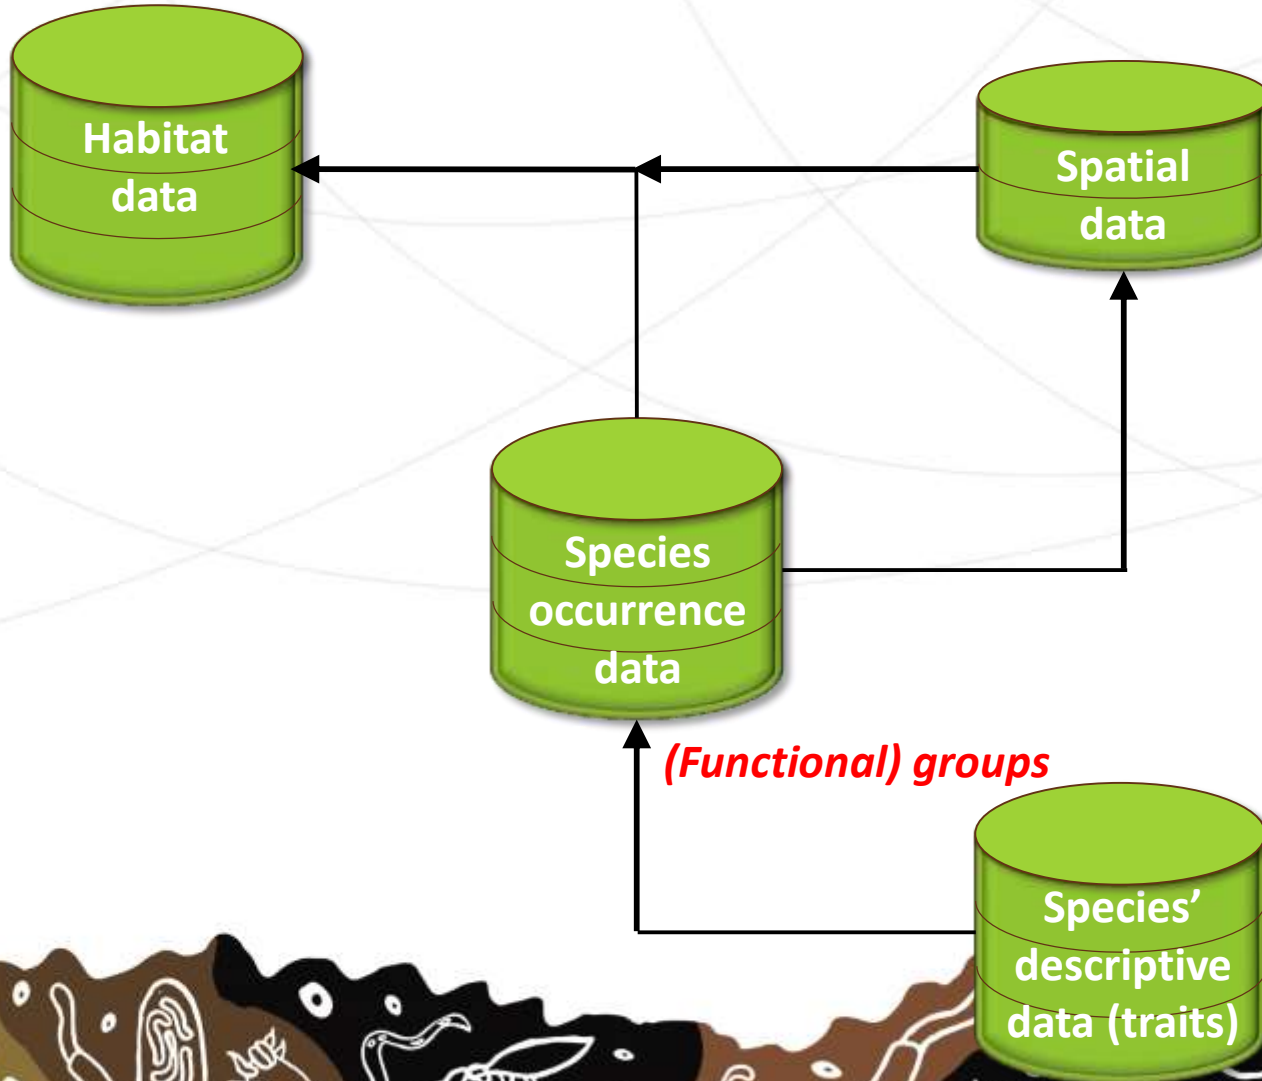 Habitat
data
Spatial
data
Species
occurrence
data
(Functional) groups
Species’
descriptive
data (traits)